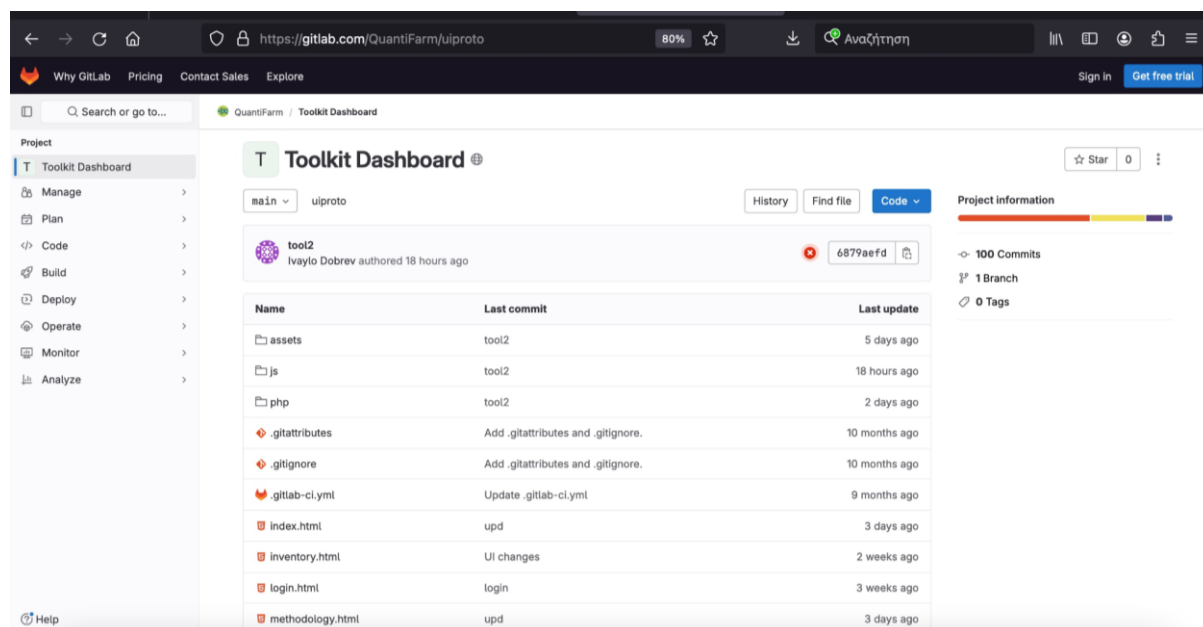 https://gitlab.com/QuantiFarm/uiproto
80%
Αναζήτηση
Why GitLab Pricing Contact Sales Explore
Sign in
Get free trial
Search or go to...
QuantiFarm / Toolkit Dashboard
Project
T Toolkit Dashboard
Manage
Plan
Code
Build
Deploy
Operate
Monitor
Analyze
Help
T Toolkit Dashboard
Star 0
main
uiproto
History
Find file
Code
tool2
Ivaylo Dobrev authored 18 hours ago
6879aefd
Name Last commit Last update
assets tool2 5 days ago
js tool2 18 hours ago
php tool2 2 days ago
.gitattributes Add .gitattributes and .gitignore. 10 months ago
.gitignore Add .gitattributes and .gitignore. 10 months ago
.gitlab-ci.yml Update .gitlab-ci.yml 9 months ago
index.html upd 3 days ago
inventory.html UI changes 2 weeks ago
login.html login 3 weeks ago
methodology.html upd 3 days ago
Project information
100 Commits
1 Branch
0 Tags